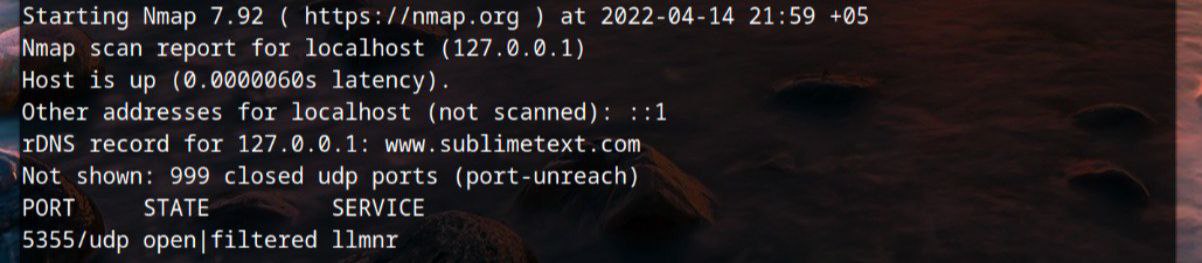 Starting Nmap 7.92 ( https://nmap.org ) at 2022-04-14 21:59 +05
Nmap scan report for localhost (127.0.0.1)
Host is up (0.0000060s latency).
Other addresses for localhost (not scanned): ::1
rDNS record for 127.0.0.1: www.sublimetext.com
Not shown: 999 closed udp ports (port-unreach)
PORT     STATE         SERVICE
5355/udp open|filtered llmnr